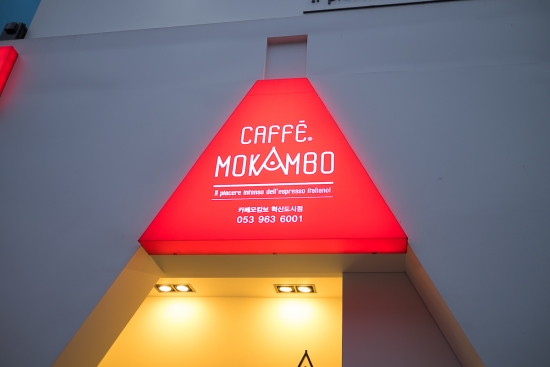 CAFFÈ®
MOKAMBO
Il piacere intenso dell'espresso italiano!
카페모캄보 혁신도시점
053 963 6001